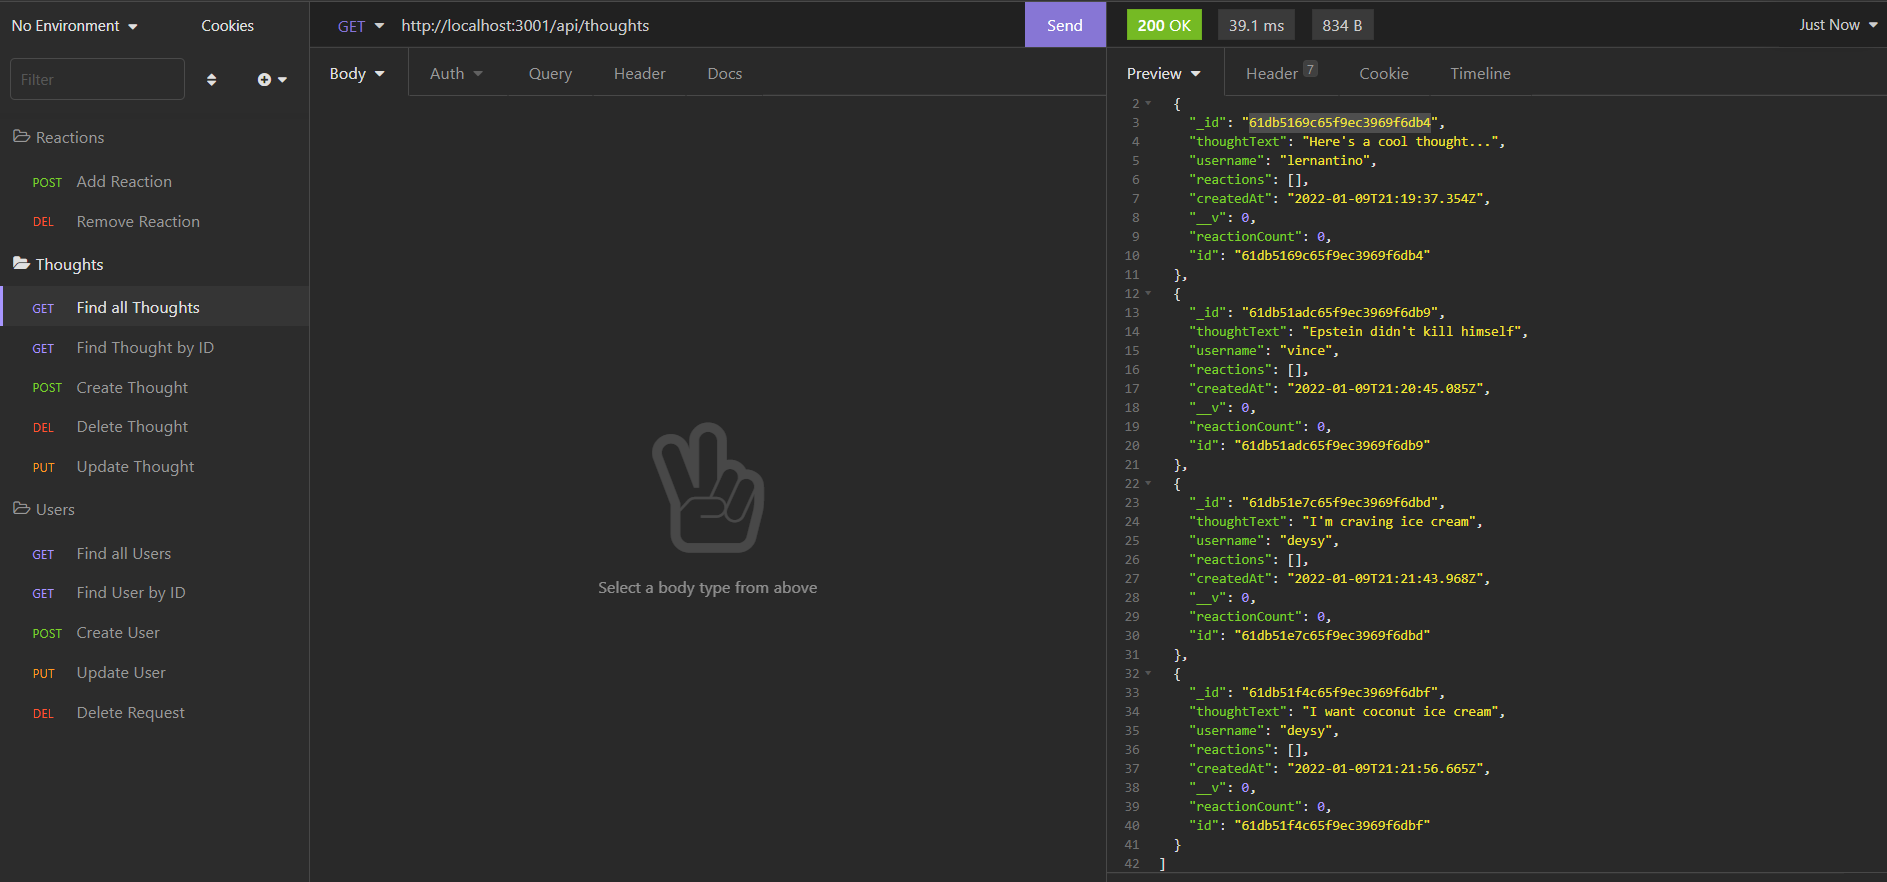 No Environment
Cookies
Filter
Reactions
POST Add Reaction
DEL Remove Reaction
Thoughts
GET Find all Thoughts
GET Find Thought by ID
POST Create Thought
DEL Delete Thought
PUT Update Thought
Users
GET Find all Users
GET Find User by ID
POST Create User
PUT Update User
DEL Delete Request
GET http://localhost:3001/api/thoughts Send
Body Auth Query Header Docs
Select a body type from above
200 OK 39.1 ms 834 B Just Now
Preview Header 7 Cookie Timeline
2 {
3 "_id": "61db5169c65f9ec3969f6db4",
4 "thoughtText": "Here's a cool thought...",
5 "username": "lernantino",
6 "reactions": [],
7 "createdAt": "2022-01-09T21:19:37.354Z",
8 "__v": 0,
9 "reactionCount": 0,
10 "id": "61db5169c65f9ec3969f6db4"
11 },
12 {
13 "_id": "61db51adc65f9ec3969f6db9",
14 "thoughtText": "Epstein didn't kill himself",
15 "username": "vince",
16 "reactions": [],
17 "createdAt": "2022-01-09T21:20:45.085Z",
18 "__v": 0,
19 "reactionCount": 0,
20 "id": "61db51adc65f9ec3969f6db9"
21 },
22 {
23 "_id": "61db51e7c65f9ec3969f6dbd",
24 "thoughtText": "I'm craving ice cream",
25 "username": "deysy",
26 "reactions": [],
27 "createdAt": "2022-01-09T21:21:43.968Z",
28 "__v": 0,
29 "reactionCount": 0,
30 "id": "61db51e7c65f9ec3969f6dbd"
31 },
32 {
33 "_id": "61db51f4c65f9ec3969f6dbf",
34 "thoughtText": "I want coconut ice cream",
35 "username": "deysy",
36 "reactions": [],
37 "createdAt": "2022-01-09T21:21:56.665Z",
38 "__v": 0,
39 "reactionCount": 0,
40 "id": "61db51f4c65f9ec3969f6dbf"
41 }
42 ]